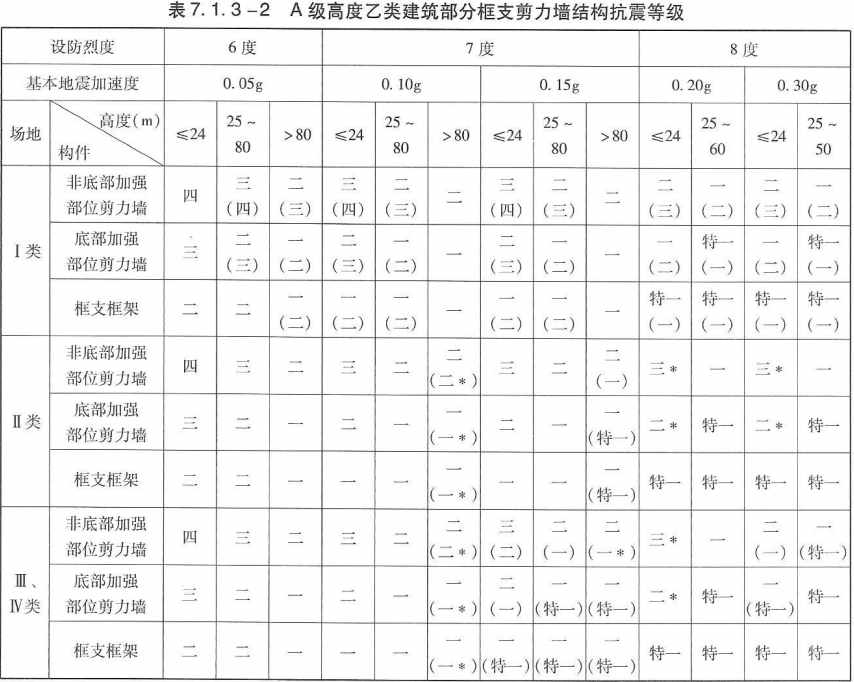 表7.1.3-2 A级高度乙类建筑部分框支剪力墙结构抗震等级
设防烈度 6度 7度 8度
基本地震加速度 0.05g 0.10g 0.15g 0.20g 0.30g
场地 高度(m) 构件 ≤24 25~80 >80 ≤24 25~80 >80 ≤24 25~80 >80 ≤24 25~60 ≤24 25~50
Ⅰ类
非底部加强部位剪力墙 四 三(四) 二(三) 三(四) 二(三) 二 三(四) 二(三) 二 二(三) 一(二) 二(三) 一(二)
底部加强部位剪力墙 三 二(三) 一(二) 二(三) 一(二) 一 二(三) 一(二) 一 一(二) 特一(一) 一(二) 特一(一)
框支框架 二 二 一(二) 一(二) 一(二) 一 一(二) 一(二) 一 特一(一) 特一(一) 特一(一) 特一(一)
Ⅱ类
非底部加强部位剪力墙 四 三 二 三 二 二(二*) 三 二 二(一) 三* 一 三* 一
底部加强部位剪力墙 三 二 一 二 一 一(一*) 二 一 一(特一) 二* 特一 二* 特一
框支框架 二 二 一 一 一 一(一*) 一 一 一(特一) 特一 特一 特一 特一
Ⅲ、Ⅳ类
非底部加强部位剪力墙 四 三 二 三 二 二(二*) 三(二) 二(一) 二(一*) 三* 一 二(一) 一(特一)
底部加强部位剪力墙 三 二 一 二 一 一(一*) 二(一) 一(特一) 一(特一) 二* 特一 一(特一) 特一
框支框架 二 二 一 一 一 一(一*) 一(特一) 一(特一) 一(特一) 特一 特一 特一 特一